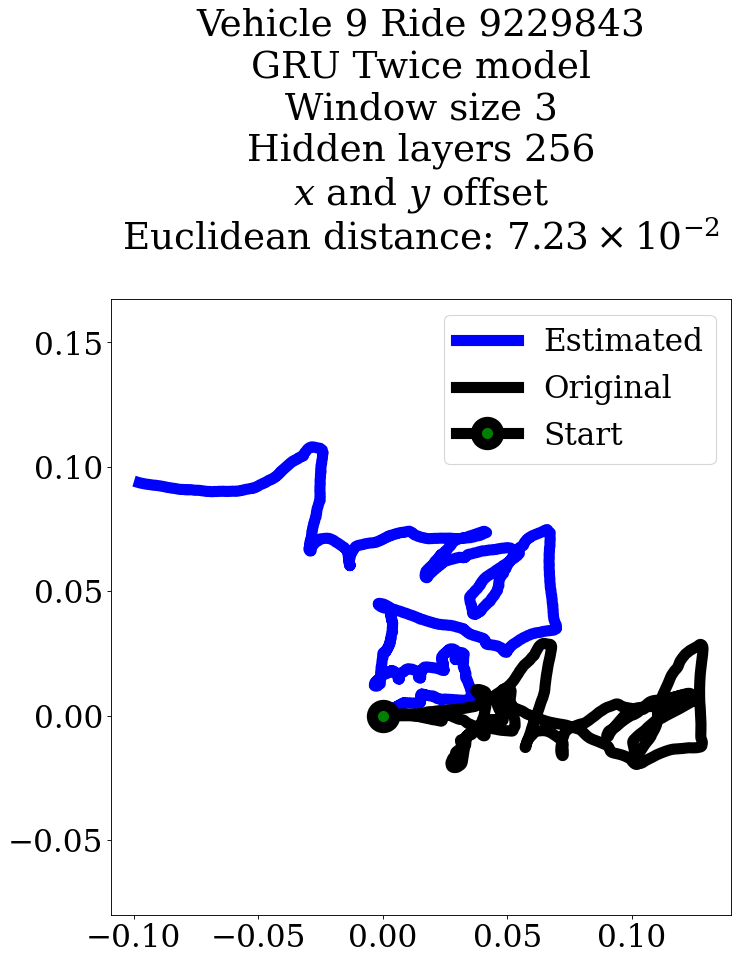 Vehicle 9 Ride 9229843
GRU Twice model
Window size 3
Hidden layers 256
x and y offset
Euclidean distance: 7.23 × 10⁻²
Estimated
Original
Start
0.15
0.10
0.05
0.00
−0.05
−0.10 −0.05 0.00 0.05 0.10